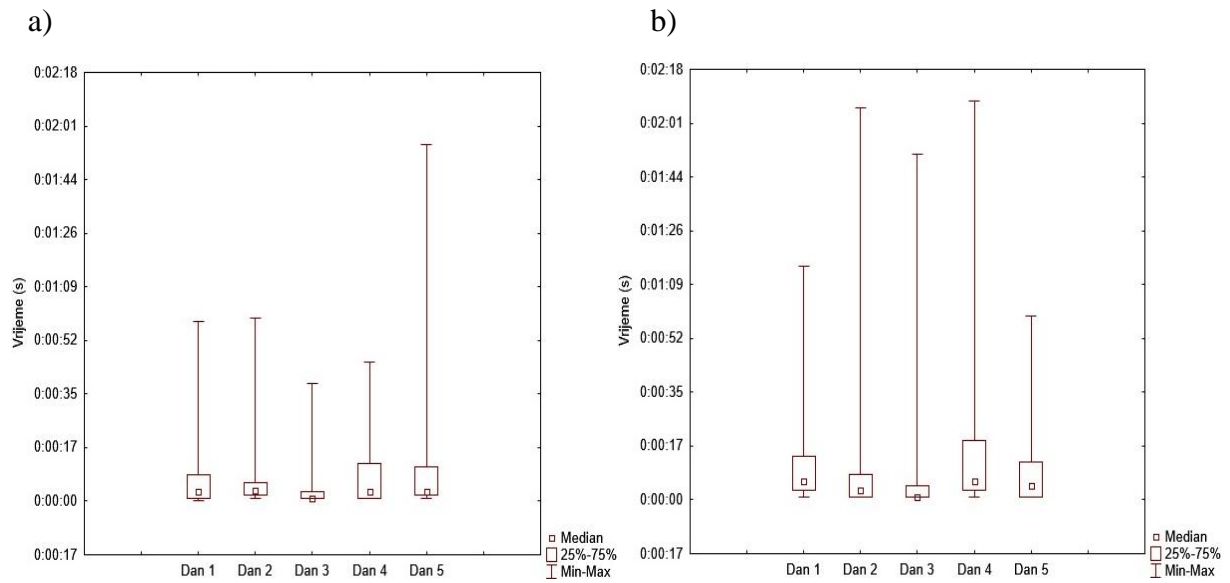 a)
0:02:18
0:02:01
0:01:44
0:01:26
0:01:09
0:00:52
0:00:35
0:00:17
0:00:00
0:00:17
Vrijeme (s)
Dan 1 Dan 2 Dan 3 Dan 4 Dan 5
Median
25%-75%
Min-Max
b)
0:02:18
0:02:01
0:01:44
0:01:26
0:01:09
0:00:52
0:00:35
0:00:17
0:00:00
0:00:17
Vrijeme (s)
Dan 1 Dan 2 Dan 3 Dan 4 Dan 5
Median
25%-75%
Min-Max